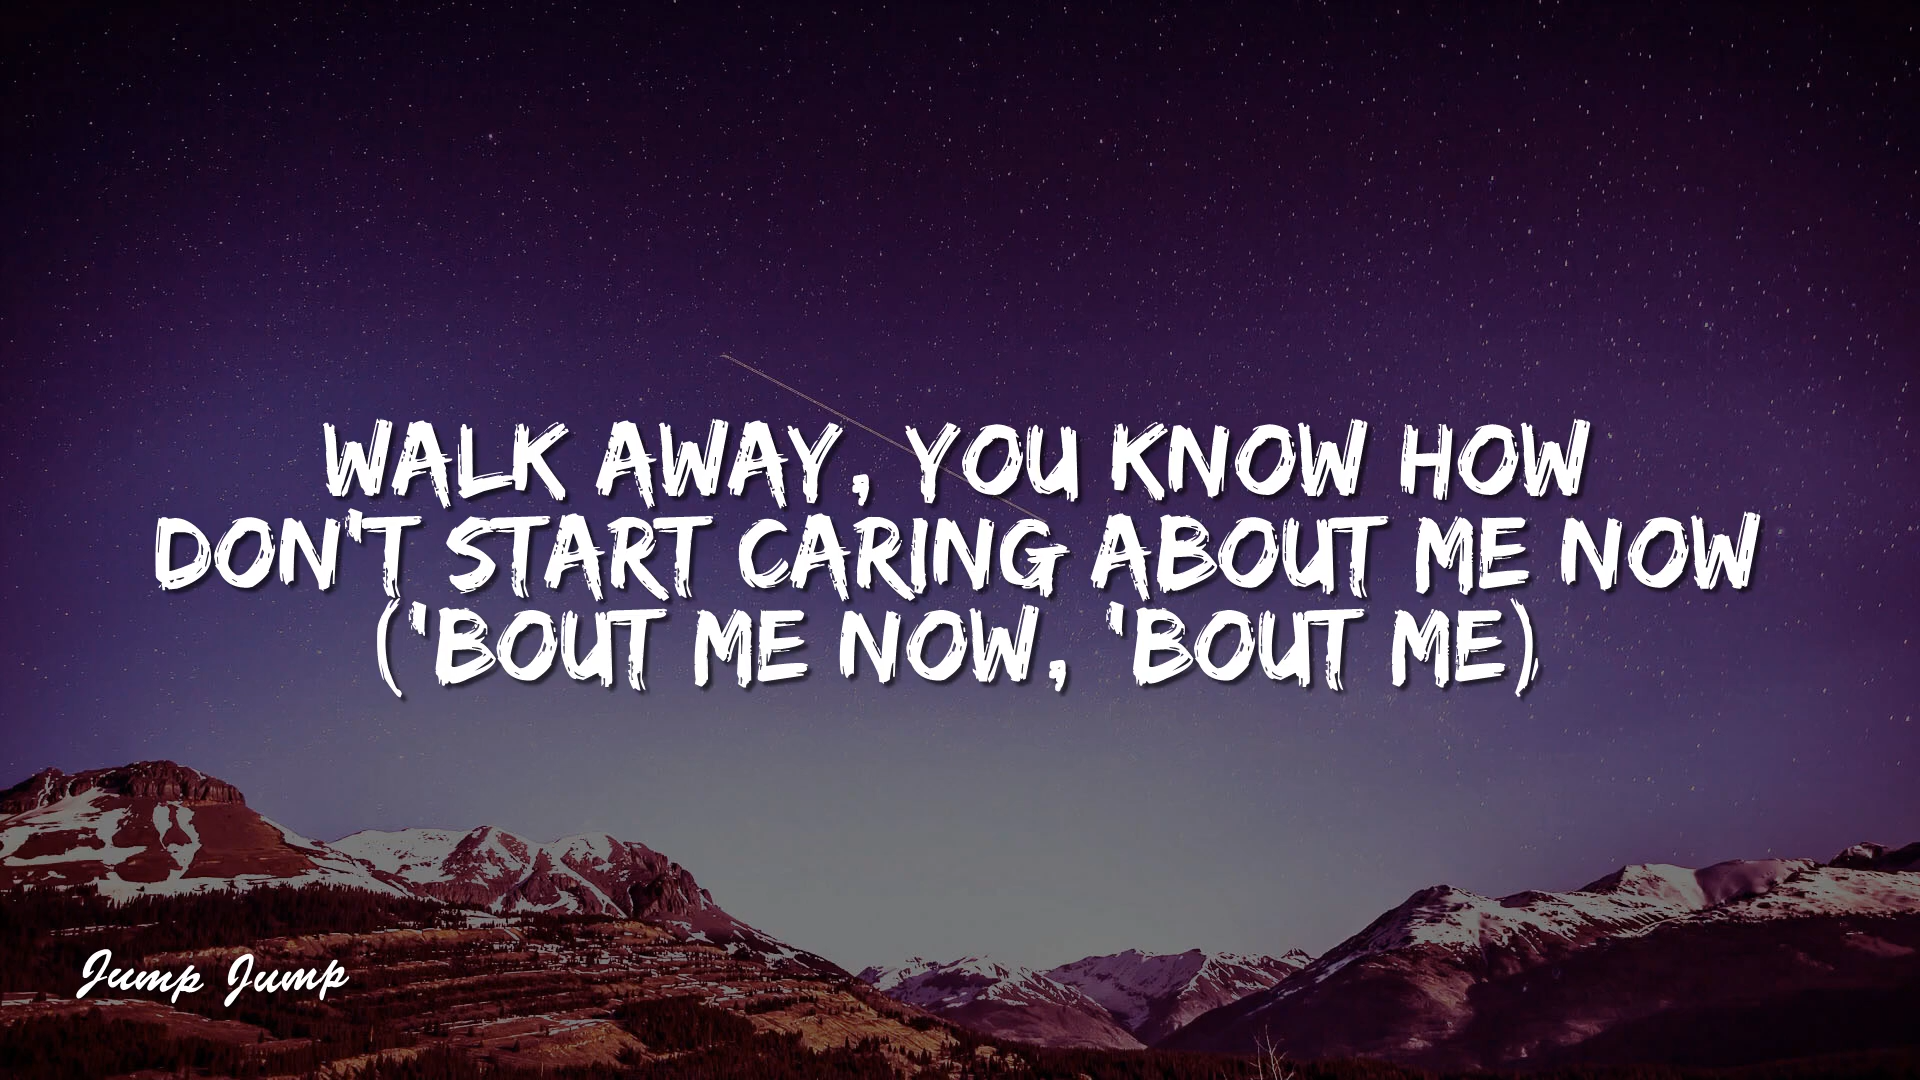 WALK AWAY, YOU KNOW HOW
DON'T START CARING ABOUT ME NOW
('BOUT ME NOW, 'BOUT ME)
Jump Jump